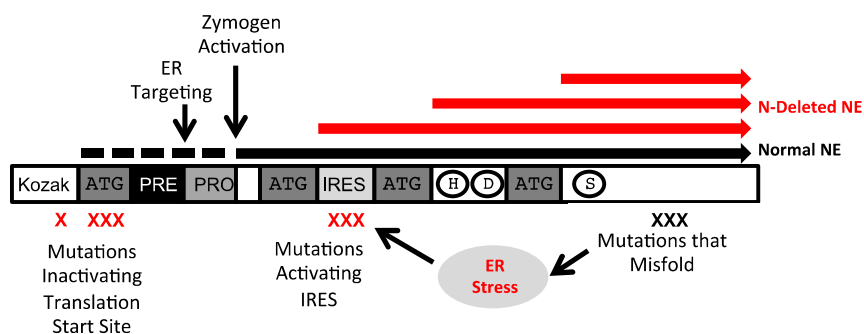 Zymogen
Activation
ER
Targeting
N-Deleted NE
Normal NE
Kozak ATG PRE PRO ATG IRES ATG H D ATG S
X XXX XXX XXX
Mutations
Inactivating
Translation
Start Site
Mutations
Activating
IRES
ER
Stress
Mutations that
Misfold